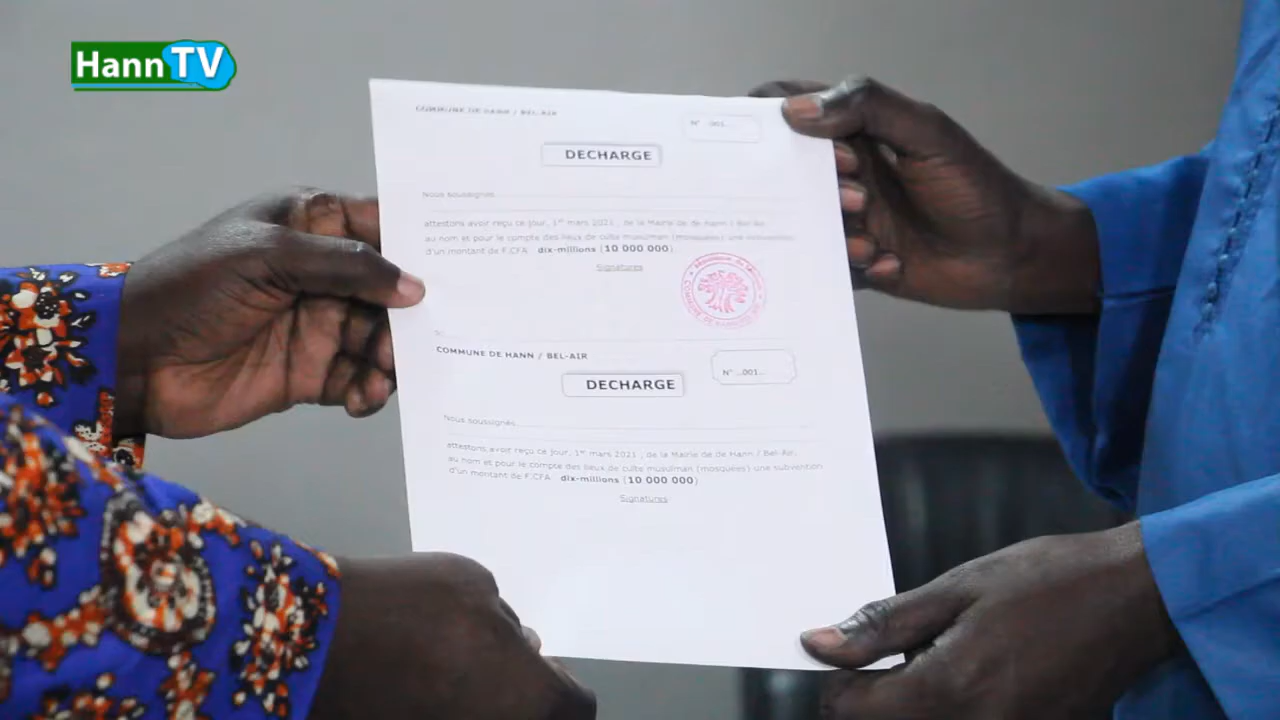 Hann TV
COMMUNE DE HANN / BEL-AIR
N° ..001....
DECHARGE
Nous soussignés
attestons avoir reçu ce jour, 1er mars 2021 , de la Mairie de de Hann / Bel-Air,
au nom et pour le compte des lieux de culte musulman (mosquées) une subvention
d'un montant de F.CFA dix-millions (10 000 000)
Signatures
COMMUNE DE HANN
COMMUNE DE HANN / BEL-AIR
N° ..001....
DECHARGE
Nous soussignés
attestons avoir reçu ce jour, 1er mars 2021 , de la Mairie de de Hann / Bel-Air,
au nom et pour le compte des lieux de culte musulman (mosquées) une subvention
d'un montant de F.CFA dix-millions (10 000 000)
Signatures